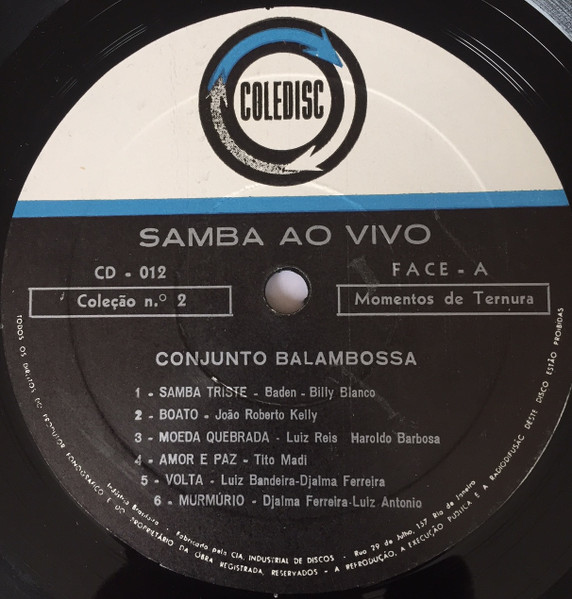 COLEDISC
SAMBA AO VIVO
CD - 012
FACE - A
Coleção n.º 2
Momentos de Ternura
CONJUNTO BALAMBOSSA
1 - SAMBA TRISTE - Baden - Billy Blanco
2 - BOATO - João Roberto Kelly
3 - MOEDA QUEBRADA - Luiz Reis Haroldo Barbosa
4 - AMOR E PAZ - Tito Madi
5 - VOLTA - Luiz Bandeira-Djalma Ferreira
6 - MURMÚRIO - Djalma Ferreira-Luiz Antonio
Indústria Brasileira - Fabricado pela CIA. INDUSTRIAL DE DISCOS - Rua 29 de Julho, 157 Rio de Janeiro
TODOS OS DIREITOS DO PRODUTOR FONOGRÁFICO E DO PROPRIETÁRIO DA OBRA REGISTRADA, RESERVADOS - A REPRODUÇÃO, A EXECUÇÃO PÚBLICA E A RADIODIFUSÃO DESTE DISCO ESTÃO PROIBIDAS